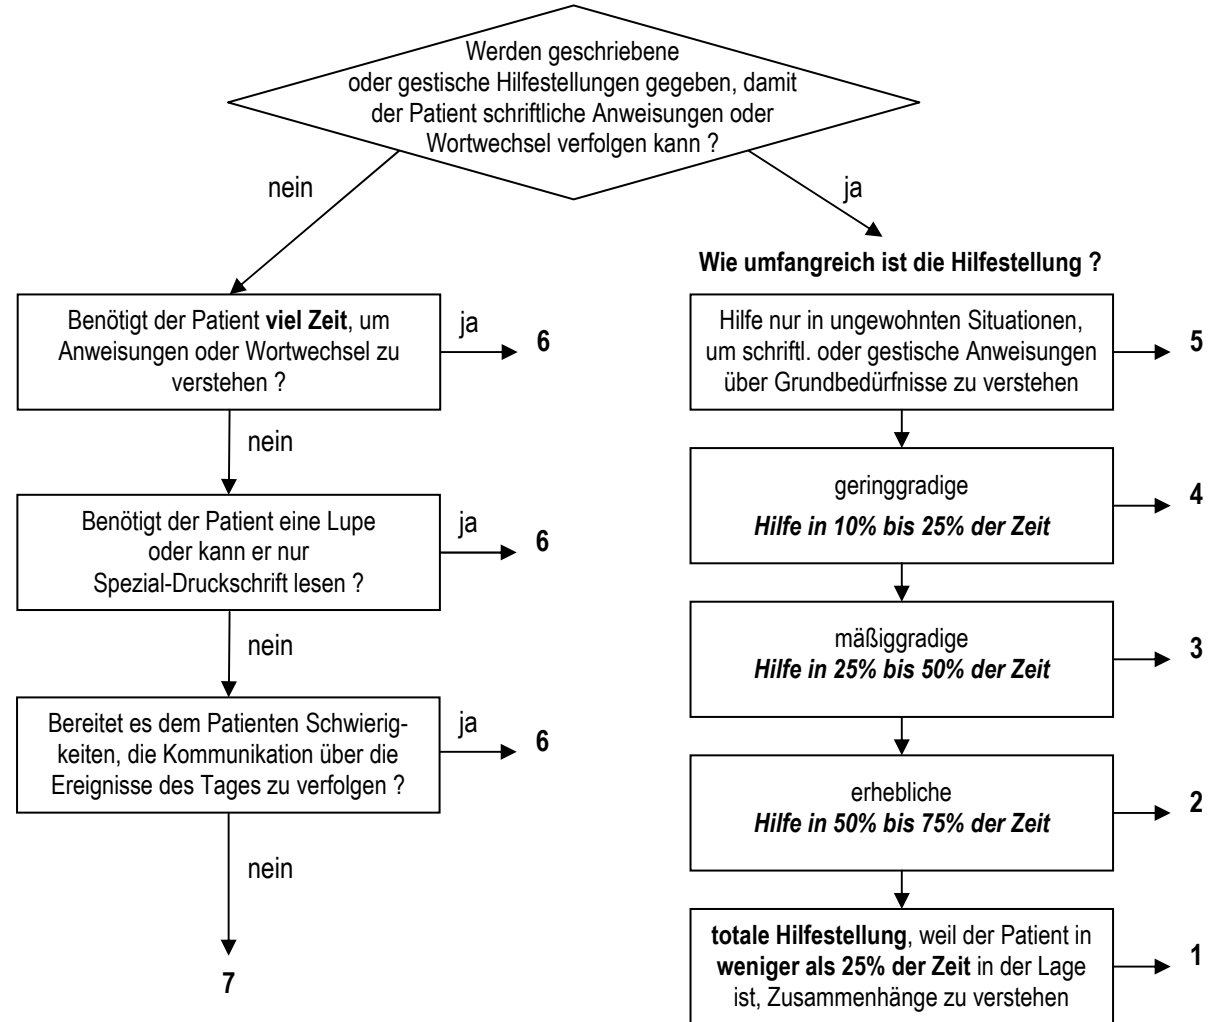 Werden geschriebene
oder gestische Hilfestellungen gegeben, damit
der Patient schriftliche Anweisungen oder
Wortwechsel verfolgen kann ?
nein
ja
Wie umfangreich ist die Hilfestellung ?
Benötigt der Patient viel Zeit, um
Anweisungen oder Wortwechsel zu
verstehen ?
ja
6
nein
Benötigt der Patient eine Lupe
oder kann er nur
Spezial-Druckschrift lesen ?
ja
6
nein
Bereitet es dem Patienten Schwierig-
keiten, die Kommunikation über die
Ereignisse des Tages zu verfolgen ?
ja
6
nein
7
Hilfe nur in ungewohnten Situationen,
um schriftl. oder gestische Anweisungen
über Grundbedürfnisse zu verstehen
5
geringgradige
Hilfe in 10% bis 25% der Zeit
4
mäßiggradige
Hilfe in 25% bis 50% der Zeit
3
erhebliche
Hilfe in 50% bis 75% der Zeit
2
totale Hilfestellung, weil der Patient in
weniger als 25% der Zeit in der Lage
ist, Zusammenhänge zu verstehen
1